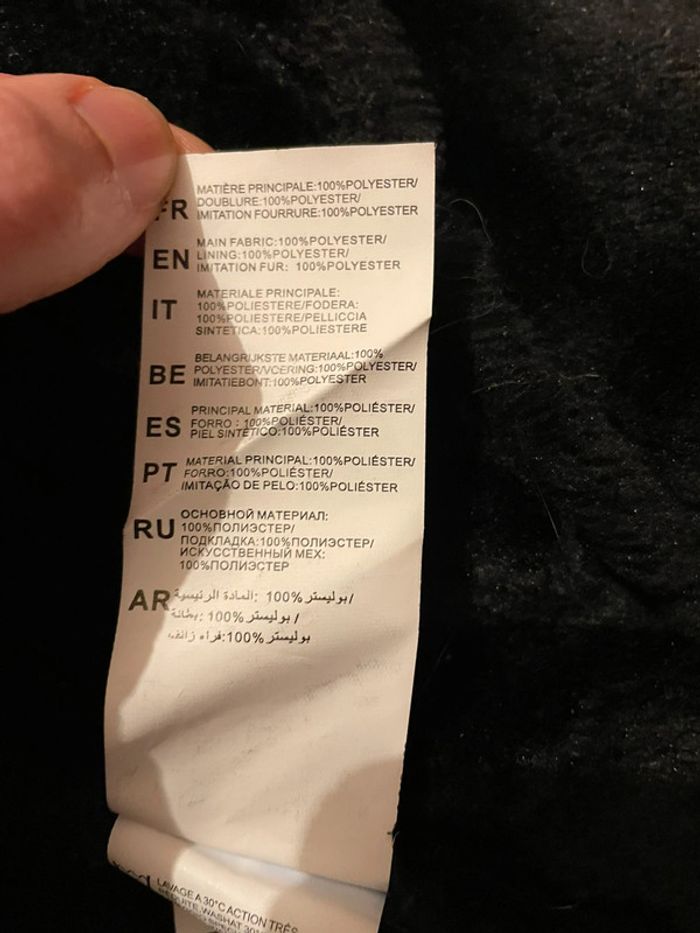 FR MATIÈRE PRINCIPALE:100%POLYESTER/
DOUBLURE:100%POLYESTER/
IMITATION FOURRURE:100%POLYESTER
EN MAIN FABRIC:100%POLYESTER/
LINING:100%POLYESTER/
IMITATION FUR: 100%POLYESTER
IT MATERIALE PRINCIPALE:
100%POLIESTERE/FODERA:
100%POLIESTERE/PELLICCIA
SINTETICA:100%POLIESTERE
BE BELANGRIJKSTE MATERIAAL:100%
POLYESTER/VOERING:100%POLYESTER/
IMITATIEBONT:100%POLYESTER
ES PRINCIPAL MATERIAL:100%POLIÉSTER/
FORRO : 100%POLIÉSTER/
PIEL SINTÉTICO:100%POLIÉSTER
PT MATERIAL PRINCIPAL:100%POLIÉSTER/
FORRO:100%POLIÉSTER/
IMITAÇÃO DE PELO:100%POLIÉSTER
RU ОСНОВНОЙ МАТЕРИАЛ:
100%ПОЛИЭСТЕР/
ПОДКЛАДКА:100%ПОЛИЭСТЕР/
ИСКУССТВЕННЫЙ МЕХ:
100%ПОЛИЭСТЕР
AR المادة الرئيسية: 100% بوليستر/
بطانة: 100% بوليستر /
فراء زائف: 100% بوليستر
LAVAGE A 30°C ACTION TRÈS
REDUITE.WASH AT 30°